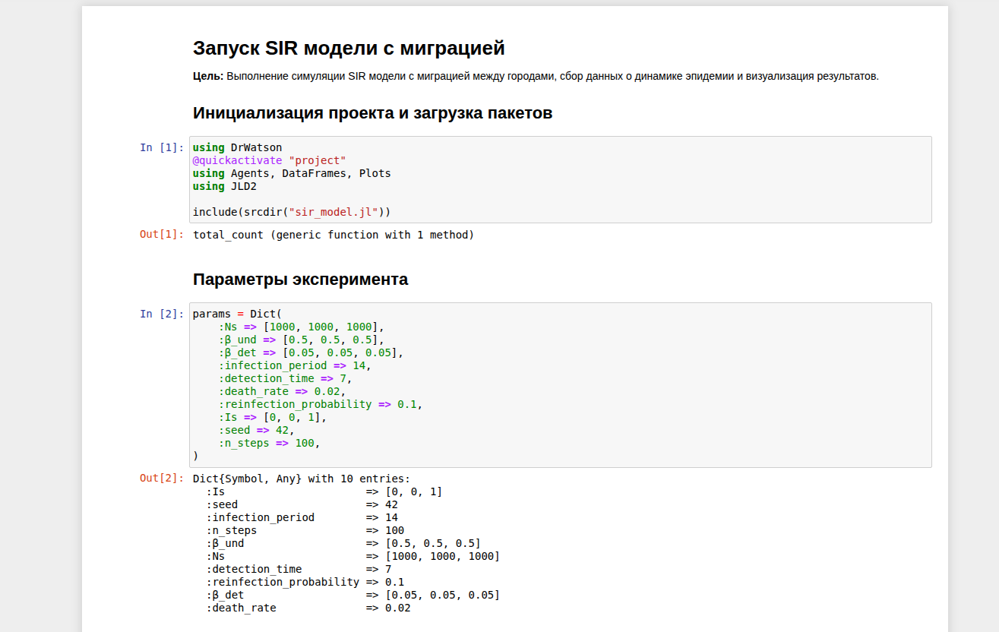 Запуск SIR модели с миграцией
Цель: Выполнение симуляции SIR модели с миграцией между городами, сбор данных о динамике эпидемии и визуализация результатов.
Инициализация проекта и загрузка пакетов
In [1]: using DrWatson
@quickactivate "project"
using Agents, DataFrames, Plots
using JLD2
include(srcdir("sir_model.jl"))
Out[1]: total_count (generic function with 1 method)
Параметры эксперимента
In [2]: params = Dict(
    :Ns => [1000, 1000, 1000],
    :β_und => [0.5, 0.5, 0.5],
    :β_det => [0.05, 0.05, 0.05],
    :infection_period => 14,
    :detection_time => 7,
    :death_rate => 0.02,
    :reinfection_probability => 0.1,
    :Is => [0, 0, 1],
    :seed => 42,
    :n_steps => 100,
)
Out[2]: Dict{Symbol, Any} with 10 entries:
  :Is                      => [0, 0, 1]
  :seed                    => 42
  :infection_period        => 14
  :n_steps                 => 100
  :β_und                   => [0.5, 0.5, 0.5]
  :Ns                      => [1000, 1000, 1000]
  :detection_time          => 7
  :reinfection_probability => 0.1
  :β_det                   => [0.05, 0.05, 0.05]
  :death_rate              => 0.02